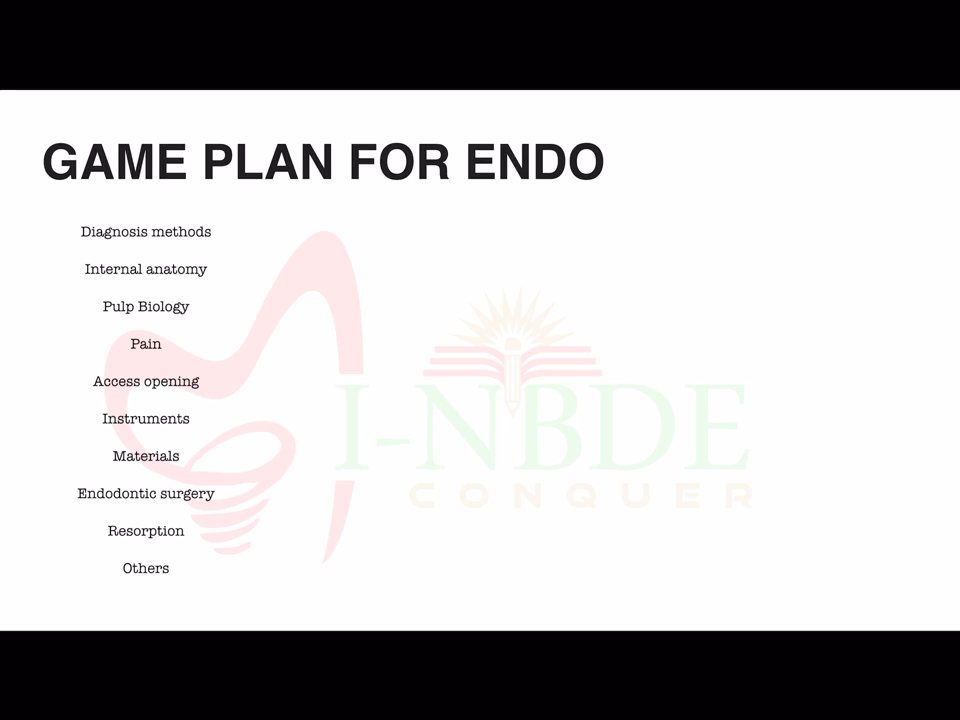 GAME PLAN FOR ENDO
Diagnosis methods
Internal anatomy
Pulp Biology
Pain
Access opening
Instruments
Materials
Endodontic surgery
Resorption
Others
I-NBDE
CONQUER